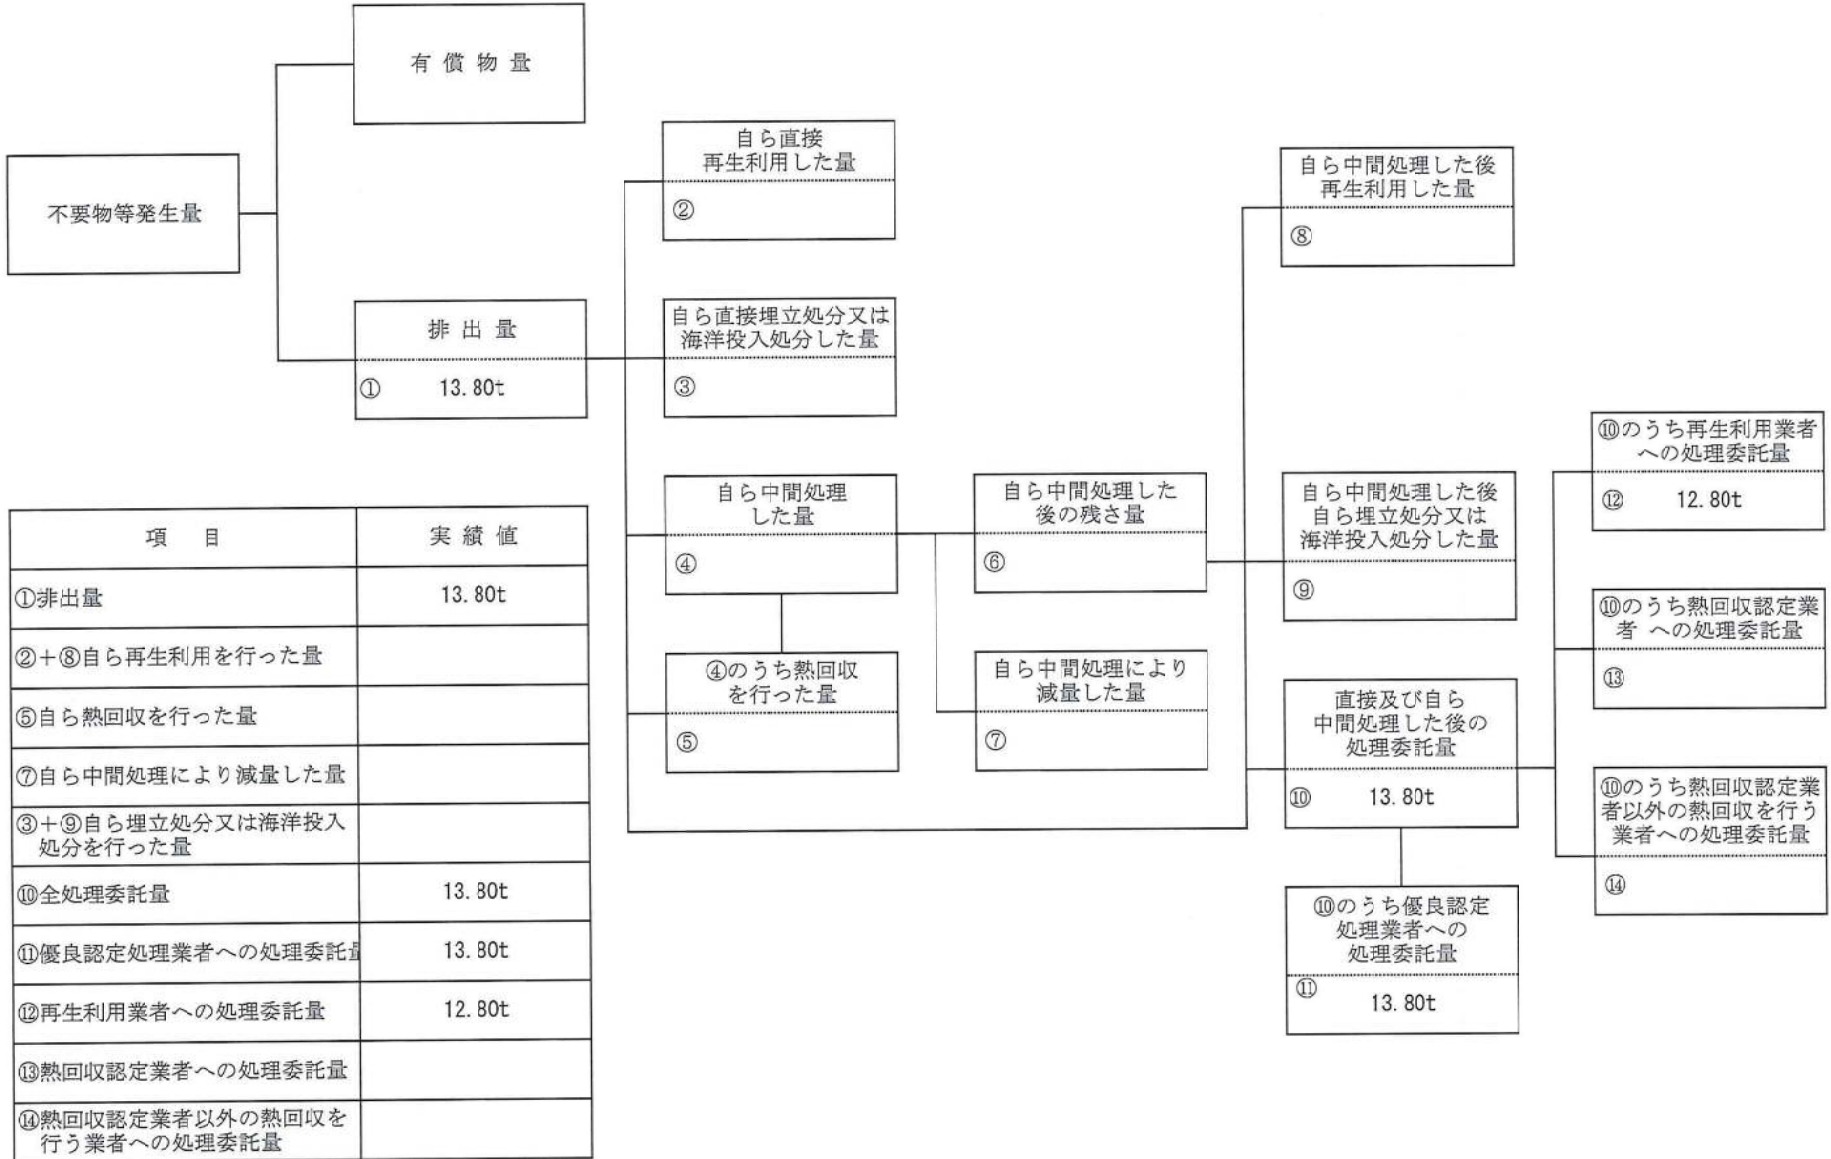 有 償 物 量
不要物等発生量
排 出 量
① 13.80t
自ら直接
再生利用した量
②
自ら直接埋立処分又は
海洋投入処分した量
③
自ら中間処理
した量
④
④のうち熱回収
を行った量
⑤
自ら中間処理した
後の残さ量
⑥
自ら中間処理により
減量した量
⑦
自ら中間処理した後
再生利用した量
⑧
自ら中間処理した後
自ら埋立処分又は
海洋投入処分した量
⑨
直接及び自ら
中間処理した後の
処理委託量
⑩ 13.80t
⑩のうち優良認定
処理業者への
処理委託量
⑪ 13.80t
⑩のうち再生利用業者
への処理委託量
⑫ 12.80t
⑩のうち熱回収認定業
者 への処理委託量
⑬
⑩のうち熱回収認定業
者以外の熱回収を行う
業者への処理委託量
⑭
項 目 実 績 値
①排出量 13.80t
②+⑧自ら再生利用を行った量
⑤自ら熱回収を行った量
⑦自ら中間処理により減量した量
③+⑨自ら埋立処分又は海洋投入
処分を行った量
⑩全処理委託量 13.80t
⑪優良認定処理業者への処理委託量 13.80t
⑫再生利用業者への処理委託量 12.80t
⑬熱回収認定業者への処理委託量
⑭熱回収認定業者以外の熱回収を
行う業者への処理委託量